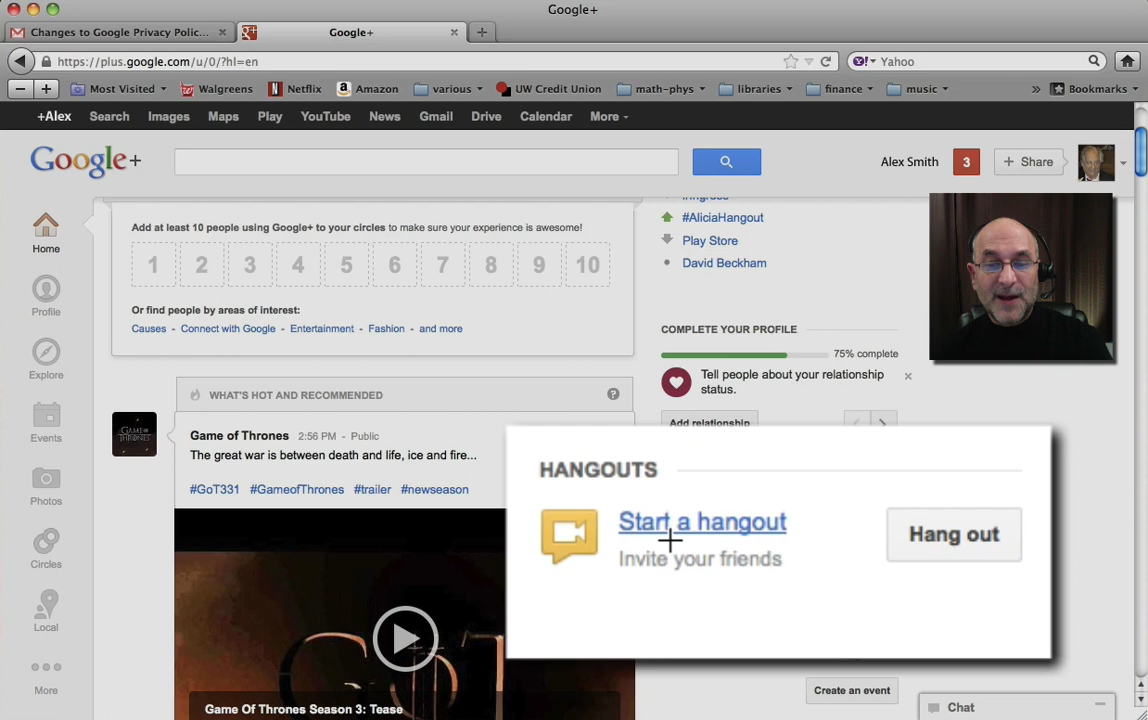 Google+
Changes to Google Privacy Polic...
Google+
https://plus.google.com/u/0/?hl=en
Yahoo
Most Visited
Walgreens
Netflix
Amazon
various
UW Credit Union
math-phys
libraries
finance
music
Bookmarks
+Alex Search Images Maps Play YouTube News Gmail Drive Calendar More
Google+
Alex Smith
3
+ Share
Home
Profile
Explore
Events
Photos
Circles
Local
More
Add at least 10 people using Google+ to your circles to make sure your experience is awesome!
1 2 3 4 5 6 7 8 9 10
Or find people by areas of interest:
Causes - Connect with Google - Entertainment - Fashion - and more
WHAT'S HOT AND RECOMMENDED
GAME OF THRONES
Game of Thrones 2:56 PM - Public
The great war is between death and life, ice and fire...
#GoT331 #GameofThrones #trailer #newseason
Game Of Thrones Season 3: Tease
#AliciaHangout
Play Store
David Beckham
COMPLETE YOUR PROFILE
75% complete
Tell people about your relationship
status.
Add relationship
HANGOUTS
Start a hangout
Invite your friends
Hang out
Create an event
Chat